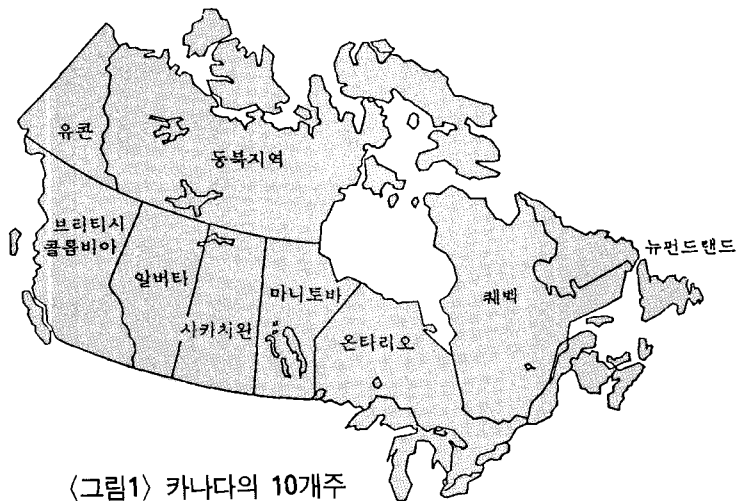 유콘
동북지역
브리티시
콜롬비아
알버타
사카치완
마니토바
온타리오
퀘벡
뉴펀드랜드
〈그림1〉 카나다의 10개주